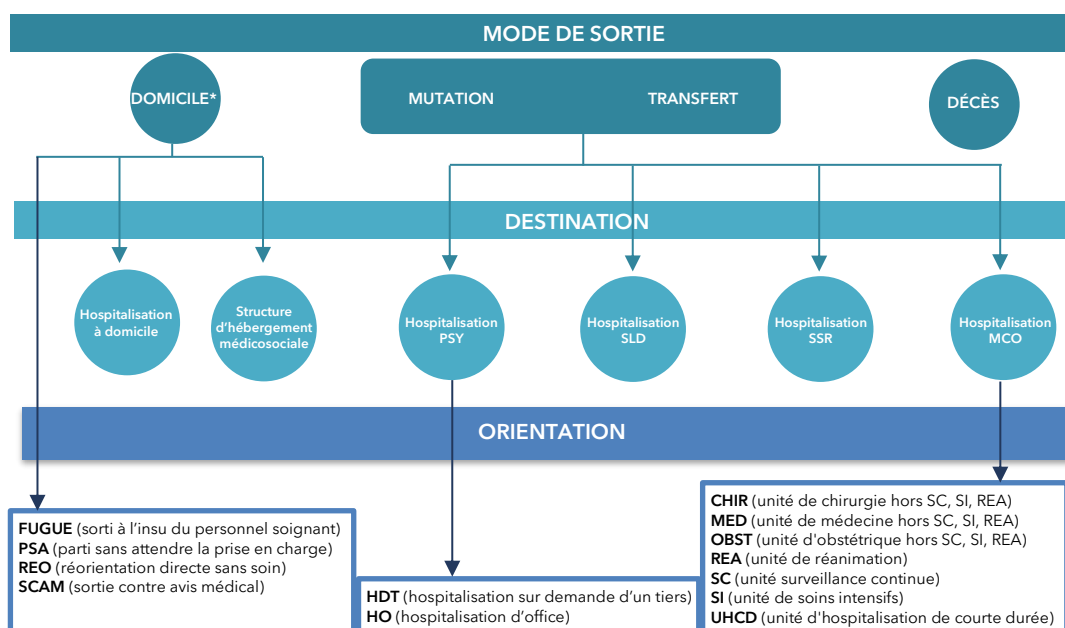 MODE DE SORTIE
DOMICILE*
MUTATION
TRANSFERT
DÉCÈS
DESTINATION
Hospitalisation
à domicile
Structure
d'hébergement
médicosociale
Hospitalisation
PSY
Hospitalisation
SLD
Hospitalisation
SSR
Hospitalisation
MCO
ORIENTATION
FUGUE (sorti à l'insu du personnel soignant)
PSA (parti sans attendre la prise en charge)
REO (réorientation directe sans soin)
SCAM (sortie contre avis médical)
HDT (hospitalisation sur demande d'un tiers)
HO (hospitalisation d'office)
CHIR (unité de chirurgie hors SC, SI, REA)
MED (unité de médecine hors SC, SI, REA)
OBST (unité d'obstétrique hors SC, SI, REA)
REA (unité de réanimation)
SC (unité surveillance continue)
SI (unité de soins intensifs)
UHCD (unité d'hospitalisation de courte durée)